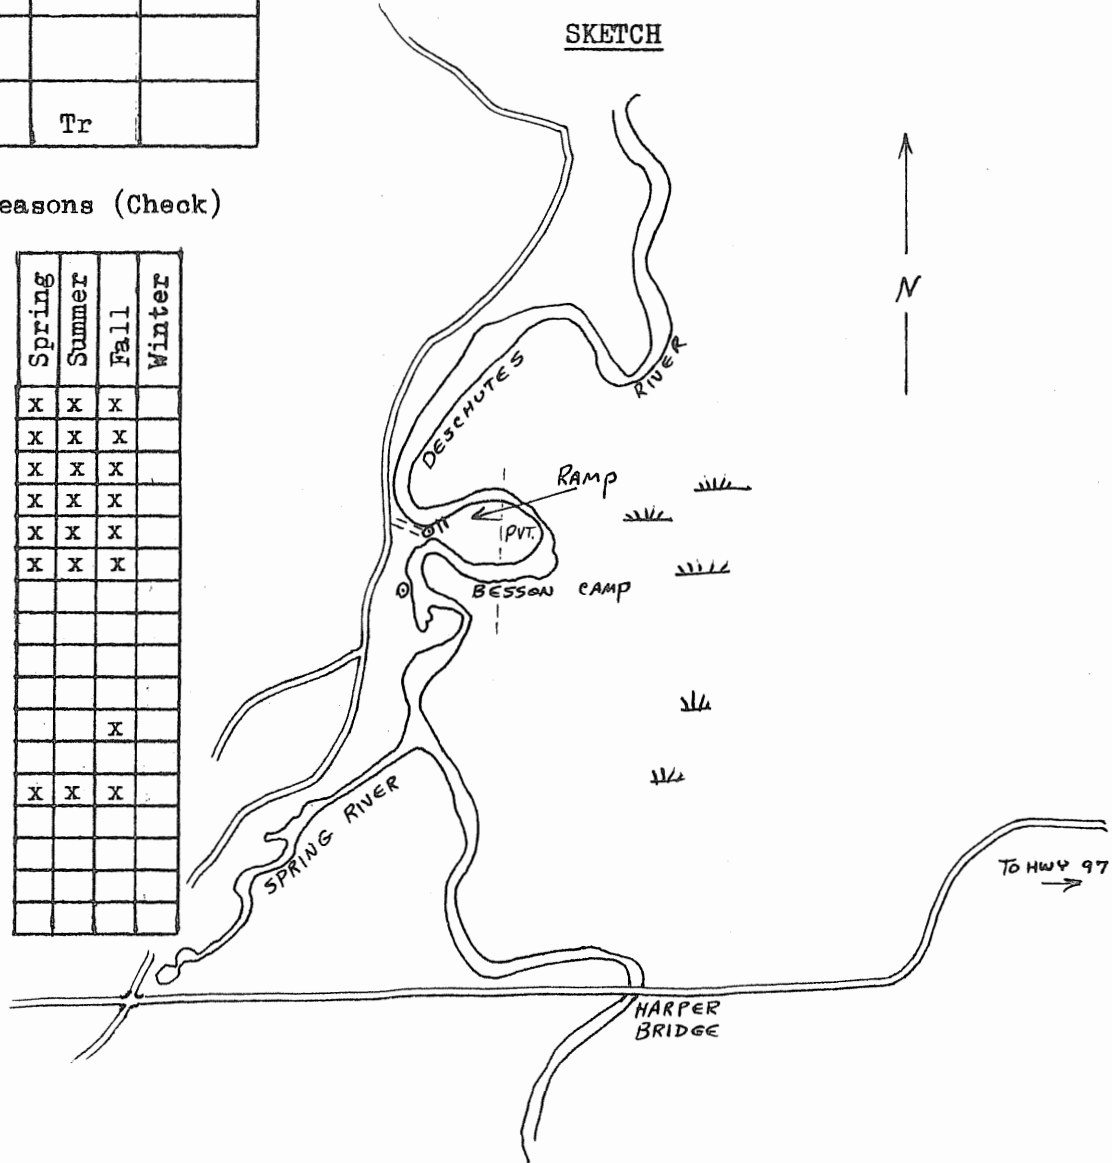 SKETCH
Tr
easons (Check)
Spring Summer Fall Winter
x x x
x x x
x x x
x x x
x x x
x x x
x
x x x
N
DESCHUTES RIVER
RAMP
PVT.
BESSON CAMP
SPRING RIVER
TO HWY 97
HARPER
BRIDGE